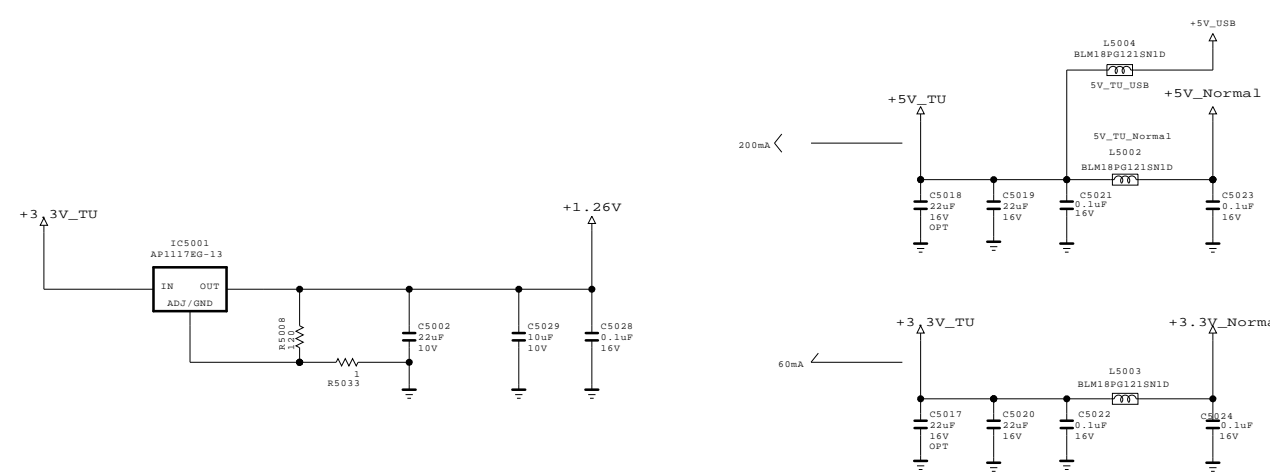 +3.3V_TU
IC5001
AP1117EG-13
IN
OUT
ADJ/GND
R5008
120
1
R5033
C5002
22uF
10V
C5029
10uF
10V
+1.26V
C5028
0.1uF
16V
+5V_USB
L5004
BLM18PG121SN1D
5V_TU_USB
+5V_TU
+5V_Normal
200mA
5V_TU_Normal
L5002
BLM18PG121SN1D
C5018
22uF
16V
OPT
C5019
22uF
16V
C5021
0.1uF
16V
C5023
0.1uF
16V
+3.3V_TU
+3.3V_Norma
60mA
L5003
BLM18PG121SN1D
C5017
22uF
16V
OPT
C5020
22uF
16V
C5022
0.1uF
16V
C5024
0.1uF
16V